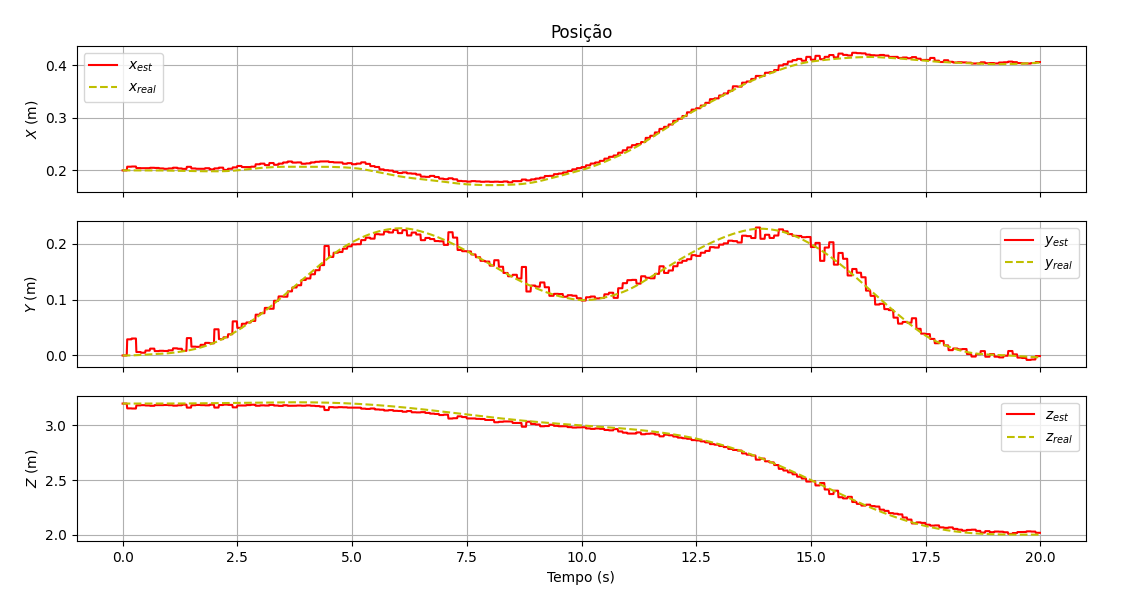 Posição
0.4
0.3
0.2
X (m)
x_est
x_real
0.2
0.1
0.0
Y (m)
y_est
y_real
3.0
2.5
2.0
Z (m)
z_est
z_real
0.0 2.5 5.0 7.5 10.0 12.5 15.0 17.5 20.0
Tempo (s)